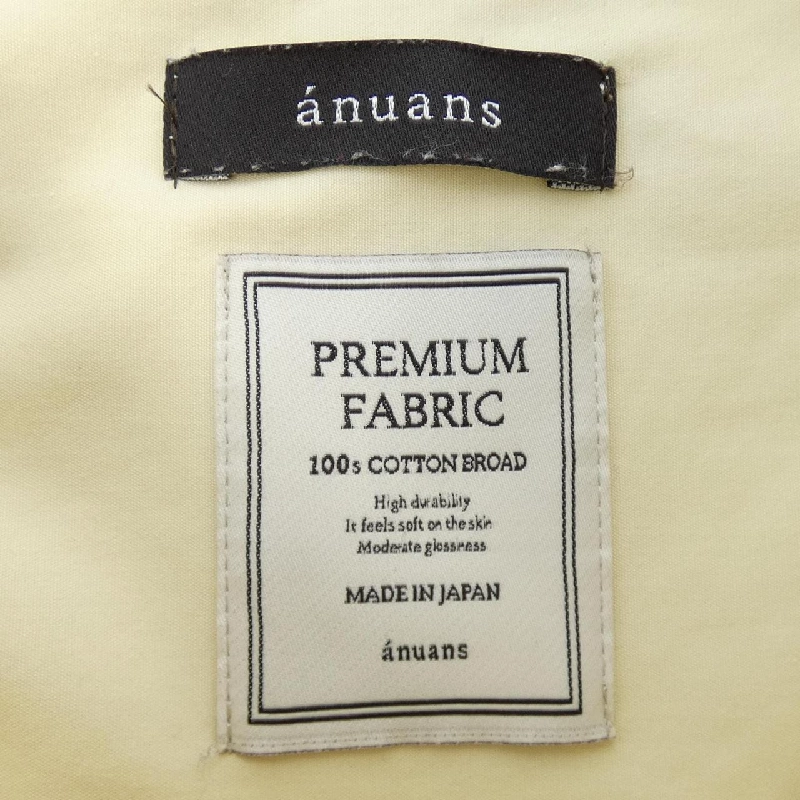 ánuans
PREMIUM
FABRIC
100s COTTON BROAD
High durability
It feels soft on the skin
Moderate glossness
MADE IN JAPAN
ánuans